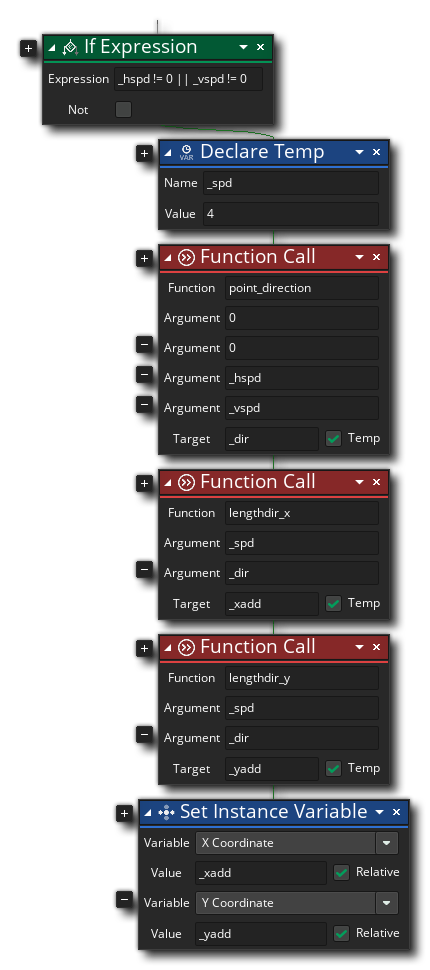 If Expression
Expression _hspd != 0 || _vspd != 0
Not
VAR Declare Temp
Name _spd
Value 4
Function Call
Function point_direction
Argument 0
Argument 0
Argument _hspd
Argument _vspd
Target _dir Temp
Function Call
Function lengthdir_x
Argument _spd
Argument _dir
Target _xadd Temp
Function Call
Function lengthdir_y
Argument _spd
Argument _dir
Target _yadd Temp
Set Instance Variable
Variable X Coordinate
Value _xadd Relative
Variable Y Coordinate
Value _yadd Relative